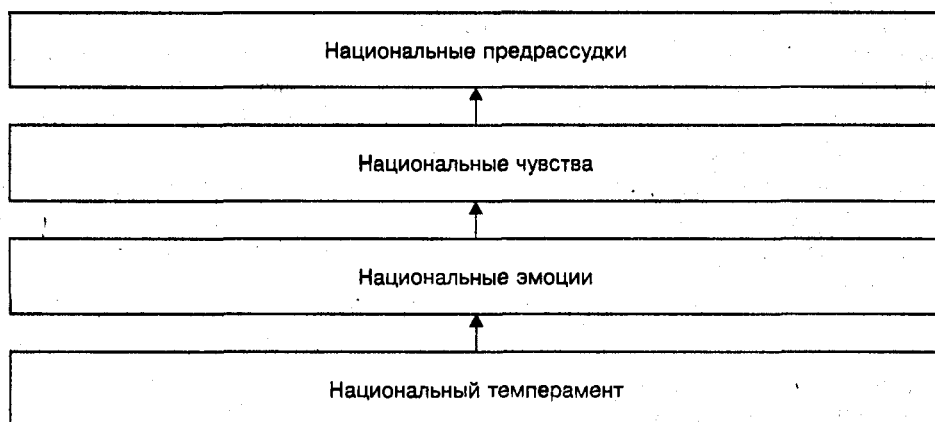 Национальные предрассудки
Национальные чувства
Национальные эмоции
Национальный темперамент